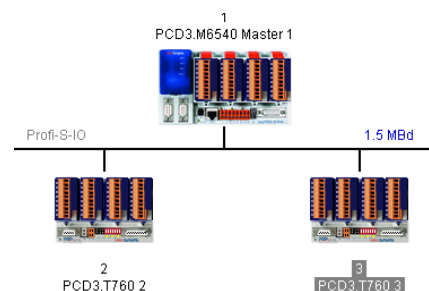 1
PCD3.M6540 Master 1
Profi-S-IO
1.5 MBd
2
PCD3.T760 2
3
PCD3.T760 3